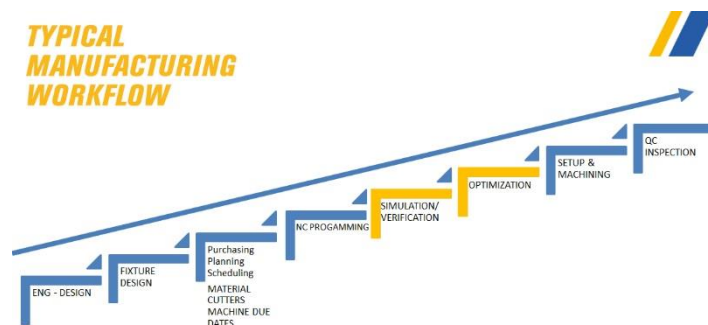 TYPICAL
MANUFACTURING
WORKFLOW
ENG - DESIGN
FIXTURE
DESIGN
Purchasing
Planning
Scheduling
MATERIAL
CUTTERS
MACHINE DUE
DATES
NC PROGAMMING
SIMULATION/
VERIFICATION
OPTIMIZATION
SETUP &
MACHINING
QC
INSPECTION